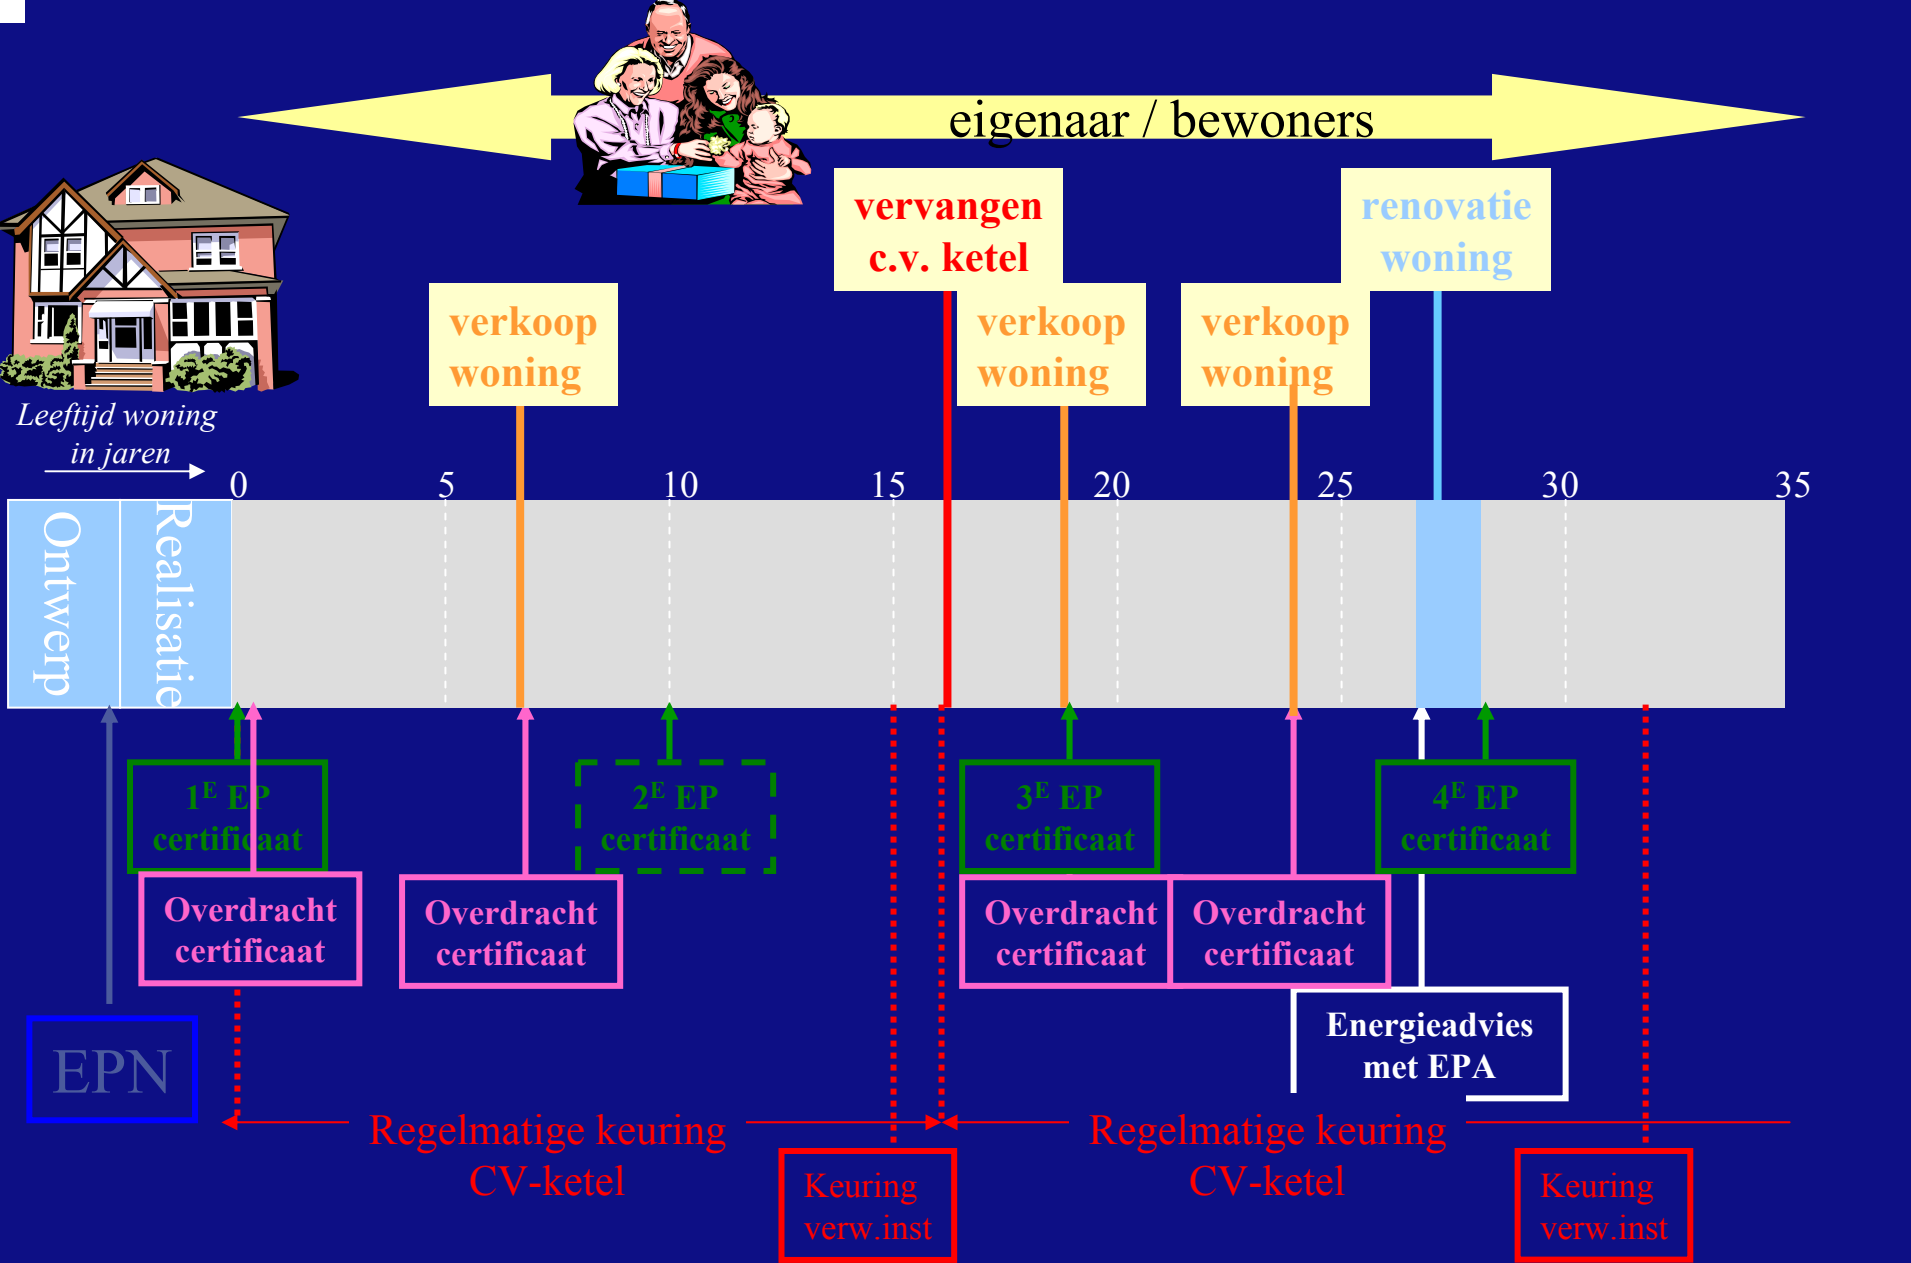 eigenaar / bewoners
vervangen
c.v. ketel
renovatie
woning
verkoop
woning
verkoop
woning
verkoop
woning
Leeftijd woning
in jaren
0 5 10 15 20 25 30 35
Ontwerp
Realisatie
1E EP
certificaat
2E EP
certificaat
3E EP
certificaat
4E EP
certificaat
Overdracht
certificaat
Overdracht
certificaat
Overdracht
certificaat
Overdracht
certificaat
EPN
Energieadvies
met EPA
Regelmatige keuring
CV-ketel
Regelmatige keuring
CV-ketel
Keuring
verw.inst
Keuring
verw.inst